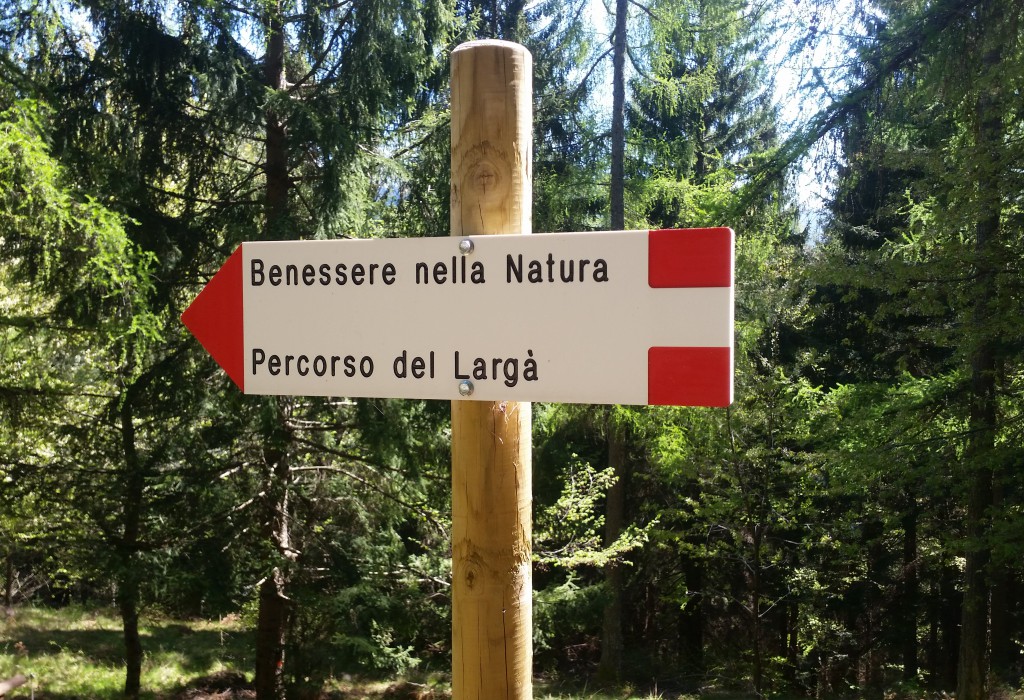 Benessere nella Natura
Percorso del Largà